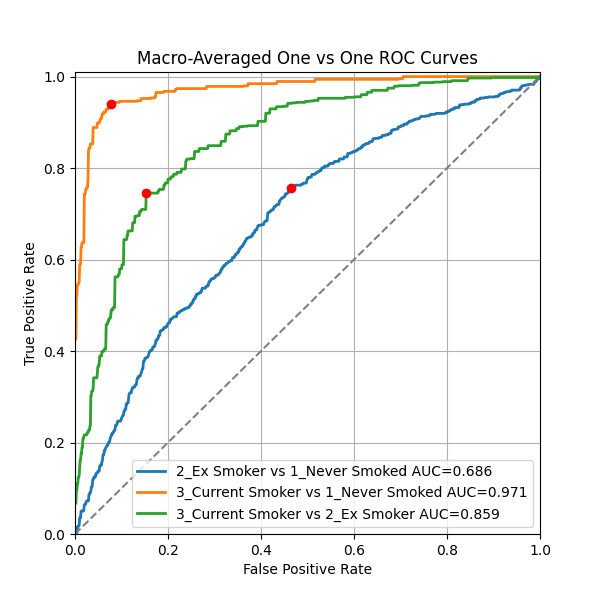 Macro-Averaged One vs One ROC Curves
True Positive Rate
1.0
0.8
0.6
0.4
0.2
0.0
2_Ex Smoker vs 1_Never Smoked AUC=0.686
3_Current Smoker vs 1_Never Smoked AUC=0.971
3_Current Smoker vs 2_Ex Smoker AUC=0.859
0.0 0.2 0.4 0.6 0.8 1.0
False Positive Rate